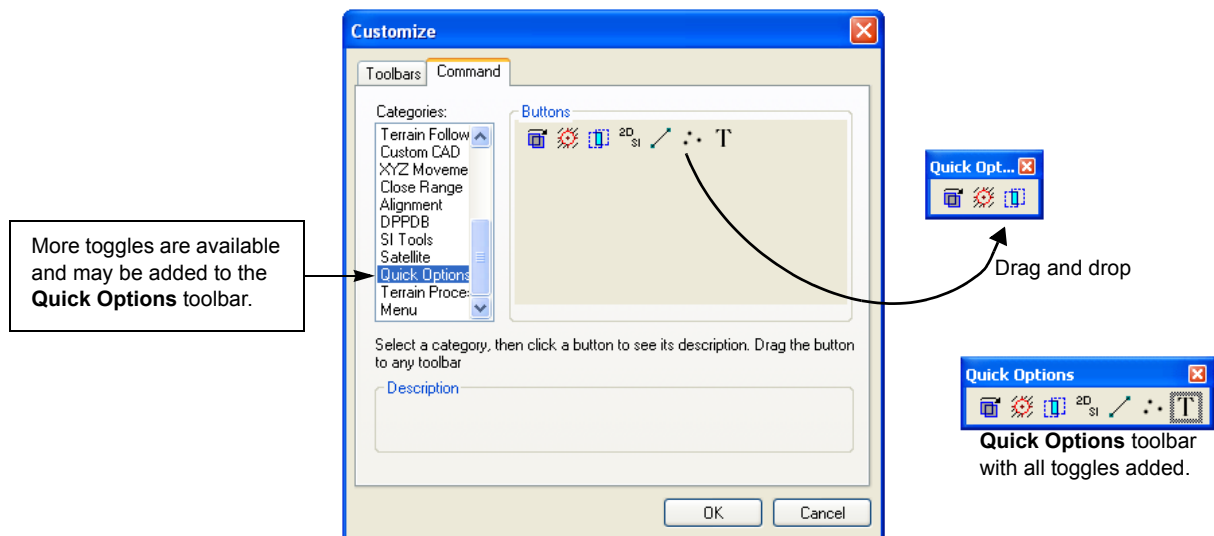 Customize
Toolbars
Command
Categories:
Terrain Follow
Custom CAD
XYZ Moveme
Close Range
Alignment
DPPDB
SI Tools
Satellite
Quick Options
Terrain Proce
Menu
Buttons
2D SI
T
Select a category, then click a button to see its description. Drag the button
to any toolbar
Description
OK
Cancel
More toggles are available
and may be added to the
Quick Options toolbar.
Quick Opt...
Drag and drop
Quick Options
2D SI
T
Quick Options toolbar
with all toggles added.